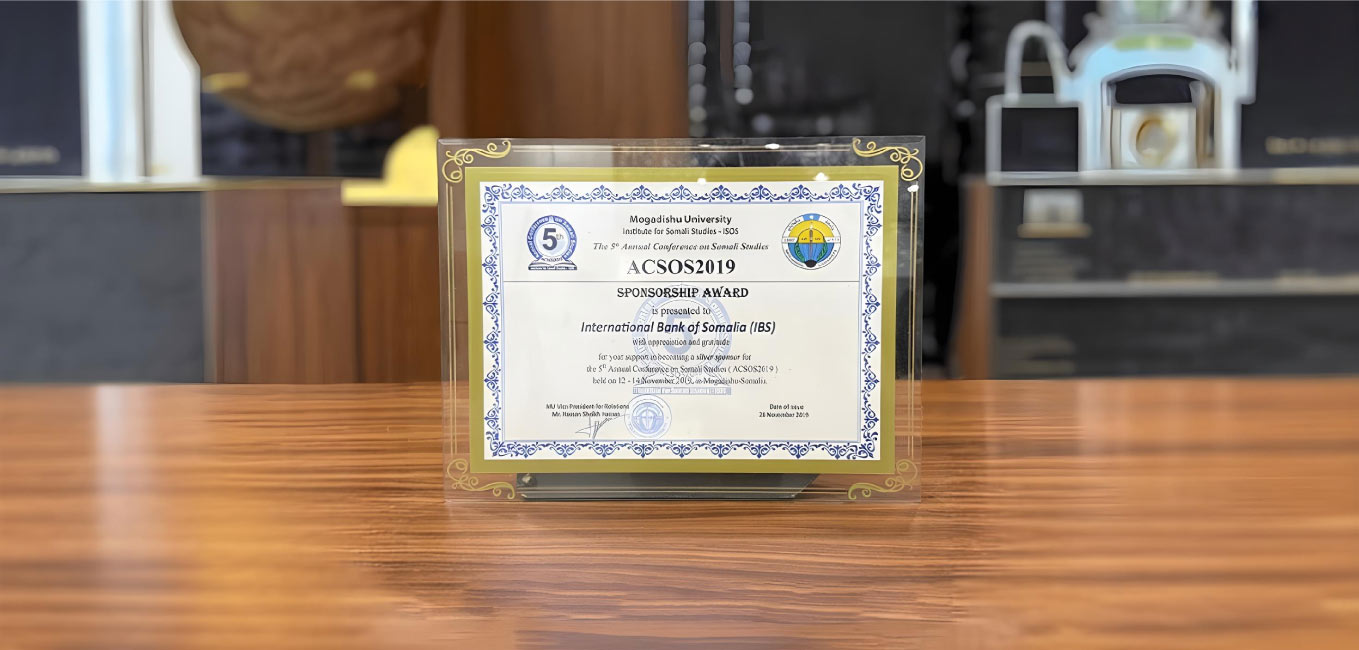 5th
Mogadishu University
Institute for Somali Studies - ISOS
The 5th Annual Conference on Somali Studies
ACSOS2019
SPONSORSHIP AWARD
is presented to
International Bank of Somalia (IBS)
with appreciation and gratitude
for your support in becoming a silver sponsor for
the 5th Annual Conference on Somali Studies ( ACSOS2019 )
held on 12 - 14 November 2019, in Mogadishu-Somalia.
MU Vice President for Relations
Mr. Hassan Sheikh
Date of Issue
28 November 2019